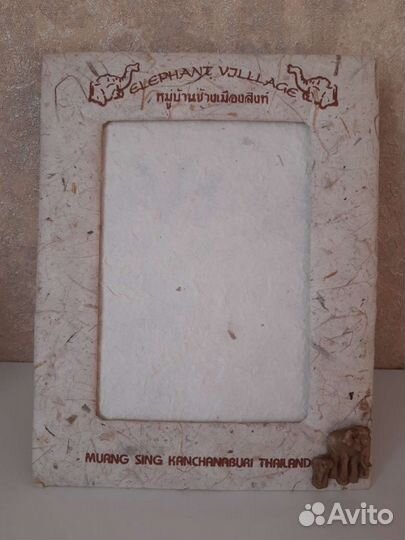 ELEPHANT VILLLAGE
หมู่บ้านช้างเมืองสิงห์
MUANG SING KANCHANABURI THAILAND
Avito